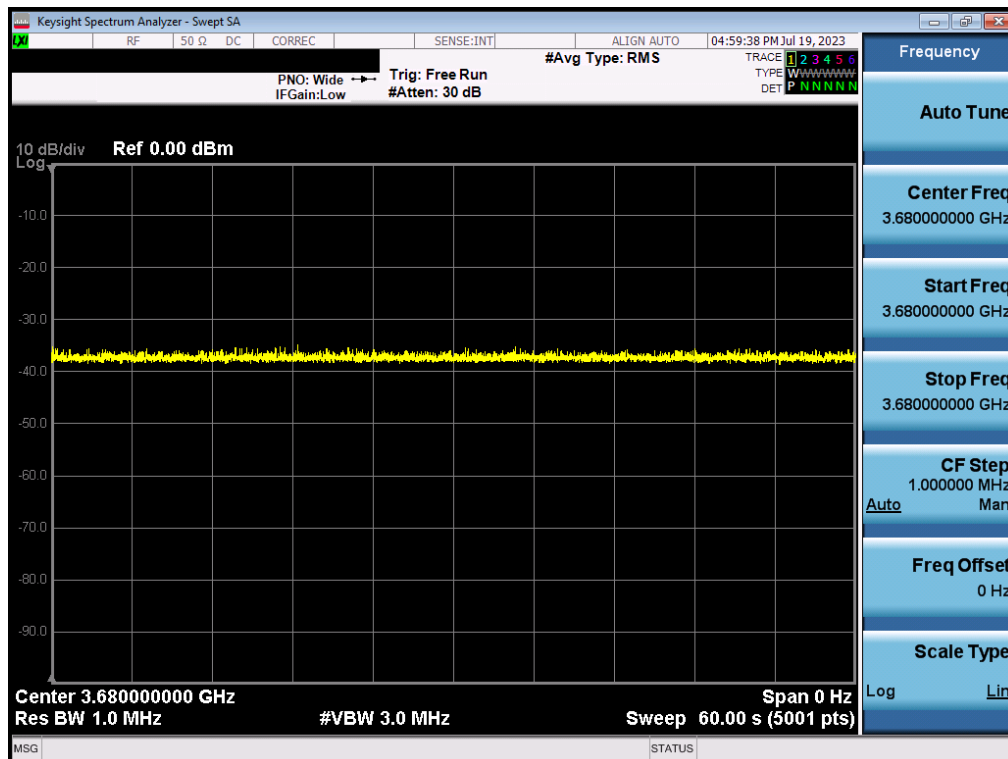 Keysight Spectrum Analyzer - Swept SA
LXI RF 50 Ω DC CORREC SENSE:INT ALIGN AUTO 04:59:38 PM Jul 19, 2023
#Avg Type: RMS
TRACE 1 2 3 4 5 6
TYPE WWWWWW
DET P N N N N N
PNO: Wide
IFGain:Low
Trig: Free Run
#Atten: 30 dB
10 dB/div
Log
Ref 0.00 dBm
-10.0
-20.0
-30.0
-40.0
-50.0
-60.0
-70.0
-80.0
-90.0
Center 3.680000000 GHz
Span 0 Hz
Res BW 1.0 MHz
#VBW 3.0 MHz
Sweep 60.00 s (5001 pts)
MSG
STATUS
Frequency
Auto Tune
Center Freq
3.680000000 GHz
Start Freq
3.680000000 GHz
Stop Freq
3.680000000 GHz
CF Step
1.000000 MHz
Auto Man
Freq Offset
0 Hz
Scale Type
Log Lin